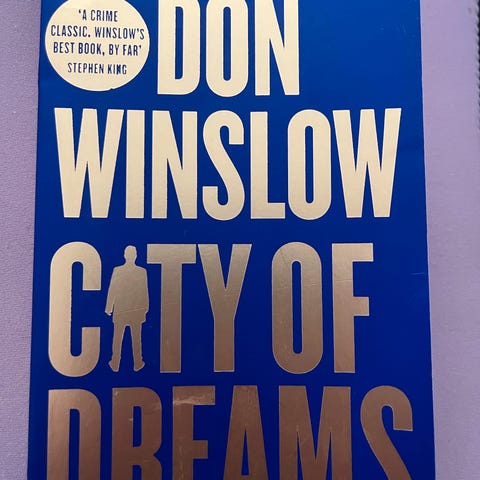 'A CRIME
CLASSIC. WINSLOW'S
BEST BOOK, BY FAR'
STEPHEN KING
DON
WINSLOW
CITY OF
DREAMS